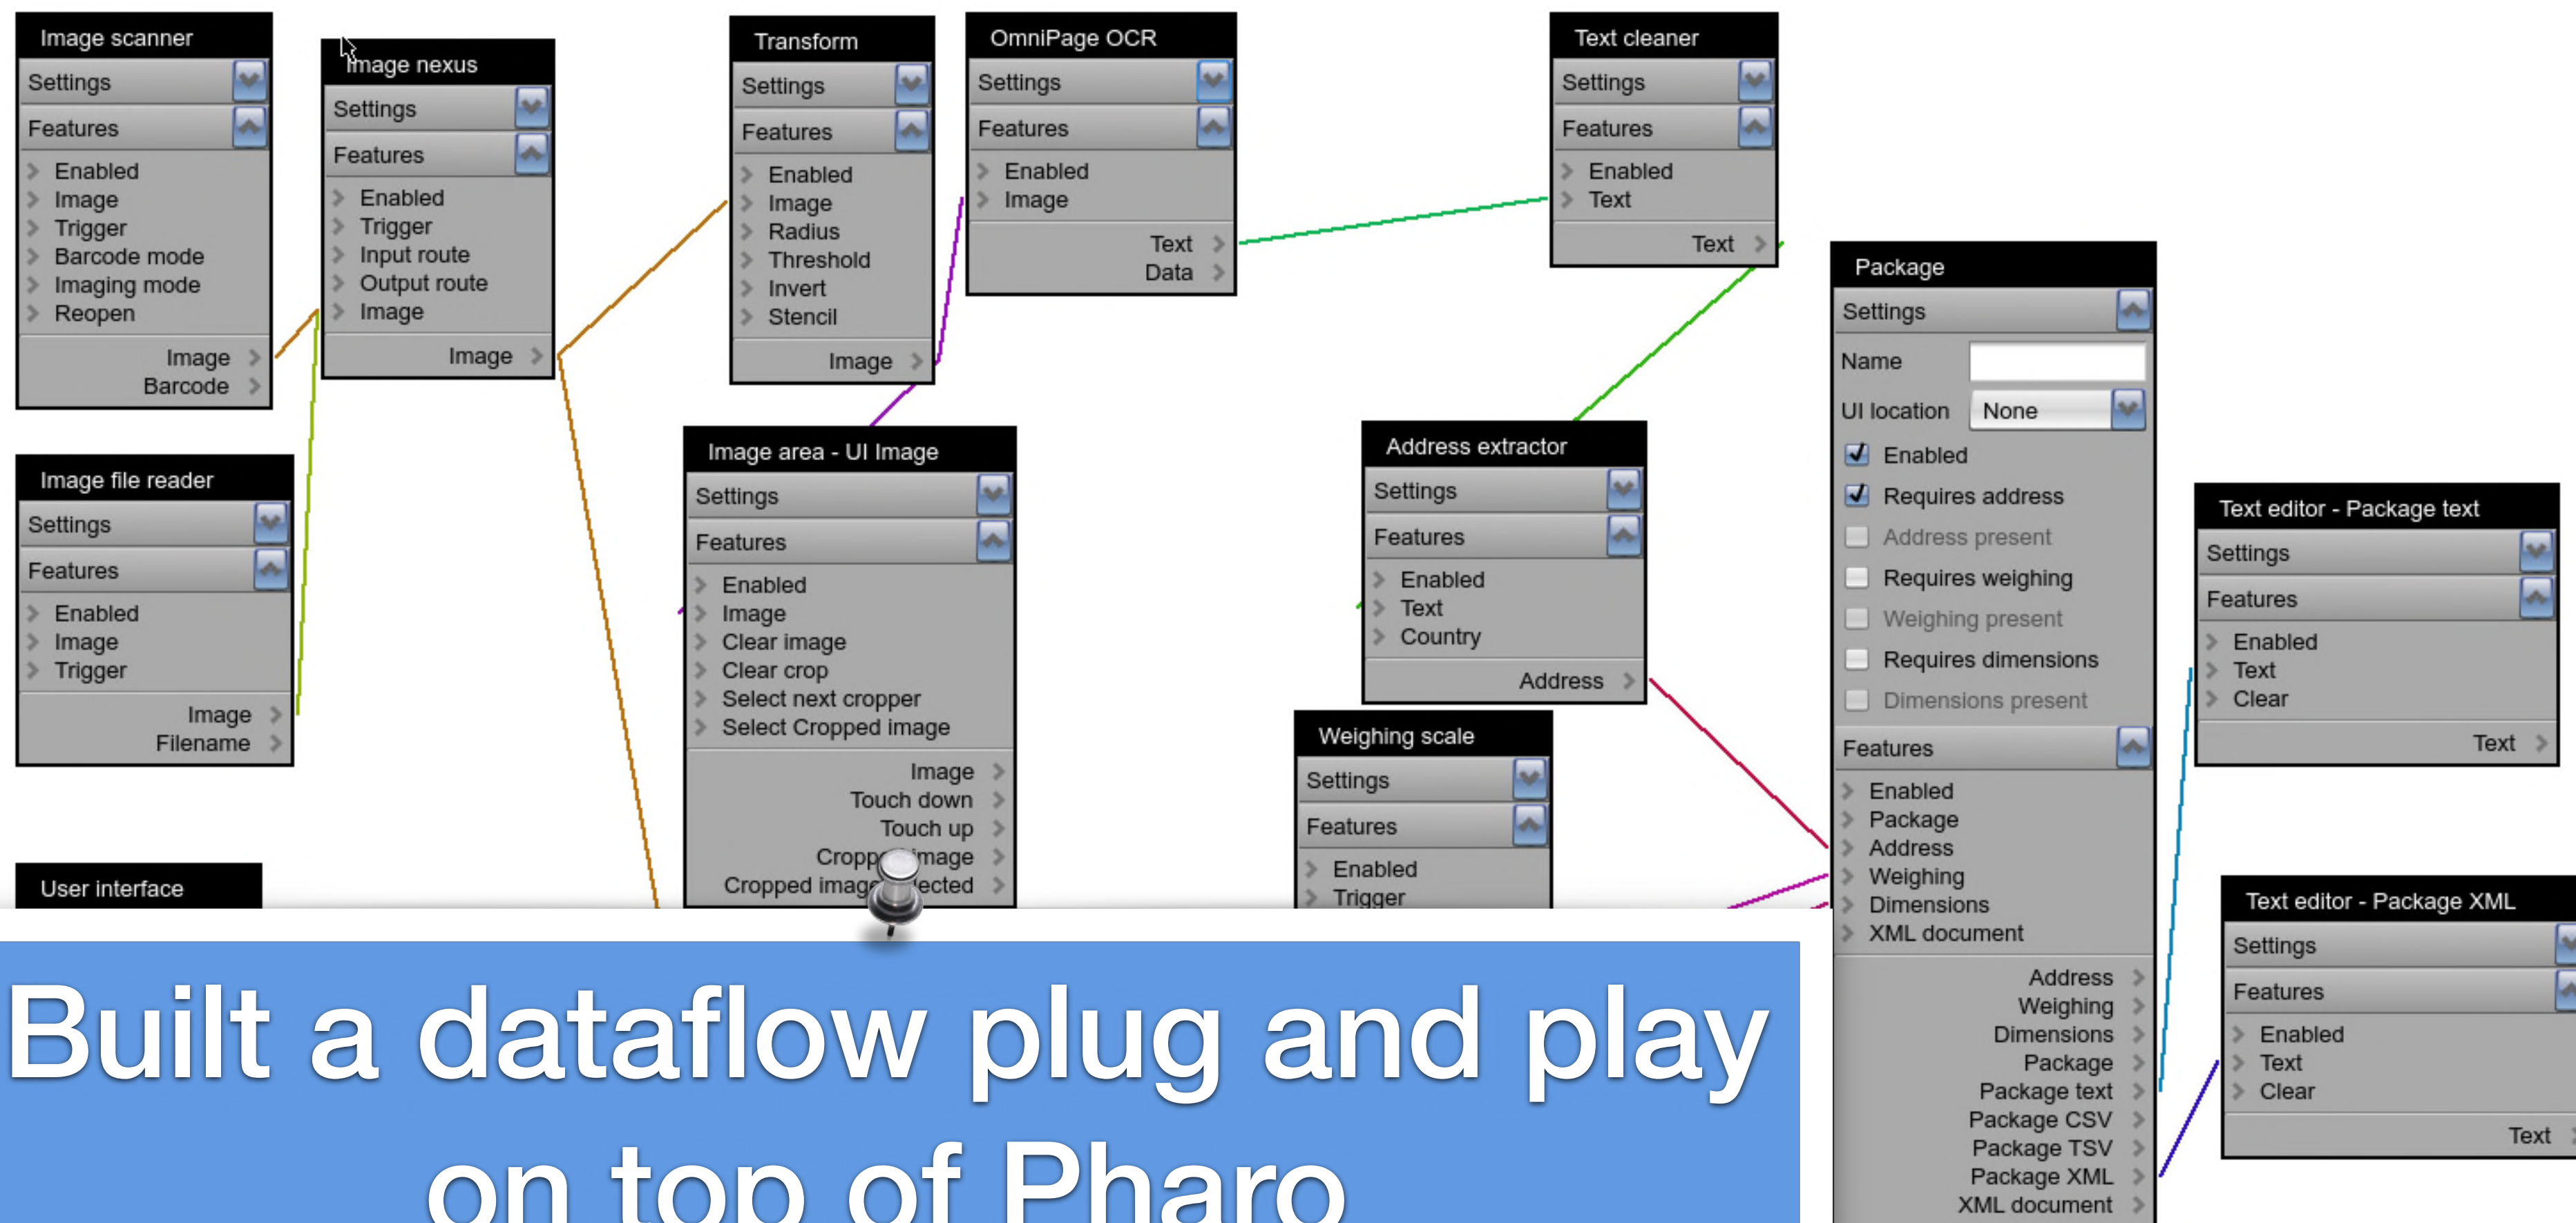 Image scanner
Settings
Features
Enabled
Image
Trigger
Barcode mode
Imaging mode
Reopen
Image
Barcode
Image nexus
Settings
Features
Enabled
Trigger
Input route
Output route
Image
Image
Transform
Settings
Features
Enabled
Image
Radius
Threshold
Invert
Stencil
Image
OmniPage OCR
Settings
Features
Enabled
Image
Text
Data
Text cleaner
Settings
Features
Enabled
Text
Text
Image file reader
Settings
Features
Enabled
Image
Trigger
Image
Filename
User interface
Image area - UI Image
Settings
Features
Enabled
Image
Clear image
Clear crop
Select next cropper
Select Cropped image
Image
Touch down
Touch up
image
Cropped
Address extractor
Settings
Features
Enabled
Text
Country
Address
Weighing scale
Settings
Features
Enabled
Trigger
Package
Settings
Name
UI location None
Enabled
Requires address
Address present
Requires weighing
Weighing present
Requires dimensions
Dimensions present
Features
Enabled
Package
Address
Weighing
Dimensions
XML document
Address
Weighing
Dimensions
Package
Package text
Package CSV
Package TSV
Package XML
XML document
Text editor - Package text
Settings
Features
Enabled
Text
Clear
Text
Text editor - Package XML
Settings
Features
Enabled
Text
Clear
Text
Built a dataflow plug and play
on top of Pharo